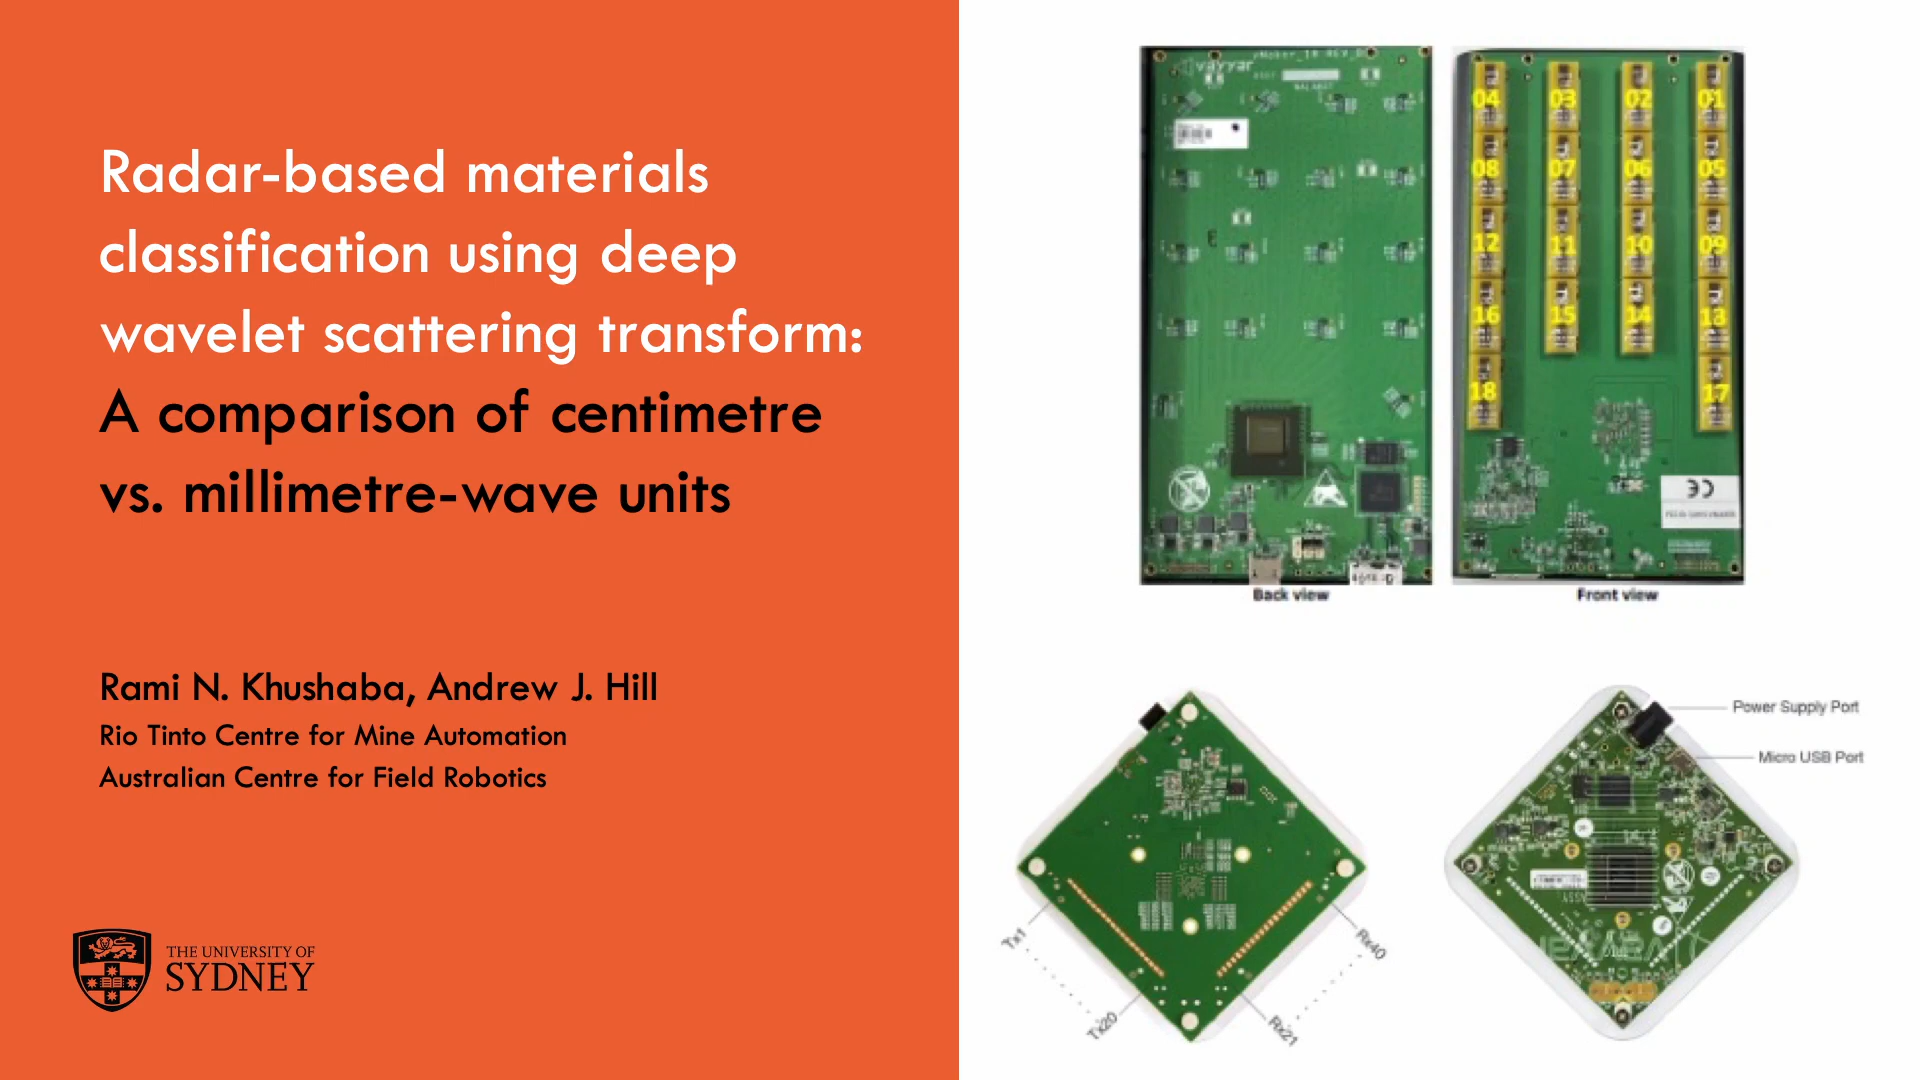 Radar-based materials
classification using deep
wavelet scattering transform:
A comparison of centimetre
vs. millimetre-wave units
Rami N. Khushaba, Andrew J. Hill
Rio Tinto Centre for Mine Automation
Australian Centre for Field Robotics
THE UNIVERSITY OF
SYDNEY
04 03 02 01
08 07 06 05
12 11 10 09
16 15 14 13
18 17
CE
Back view
Front view
Power Supply Port
Micro USB Port
Tx1
Tx20
Rx40
Rx21